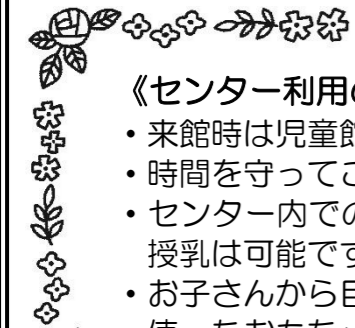 《センター利用の
・来館時は児童館
・時間を守ってご
・センター内での
授乳は可能です
・お子さんから目
・使ったおもちゃ